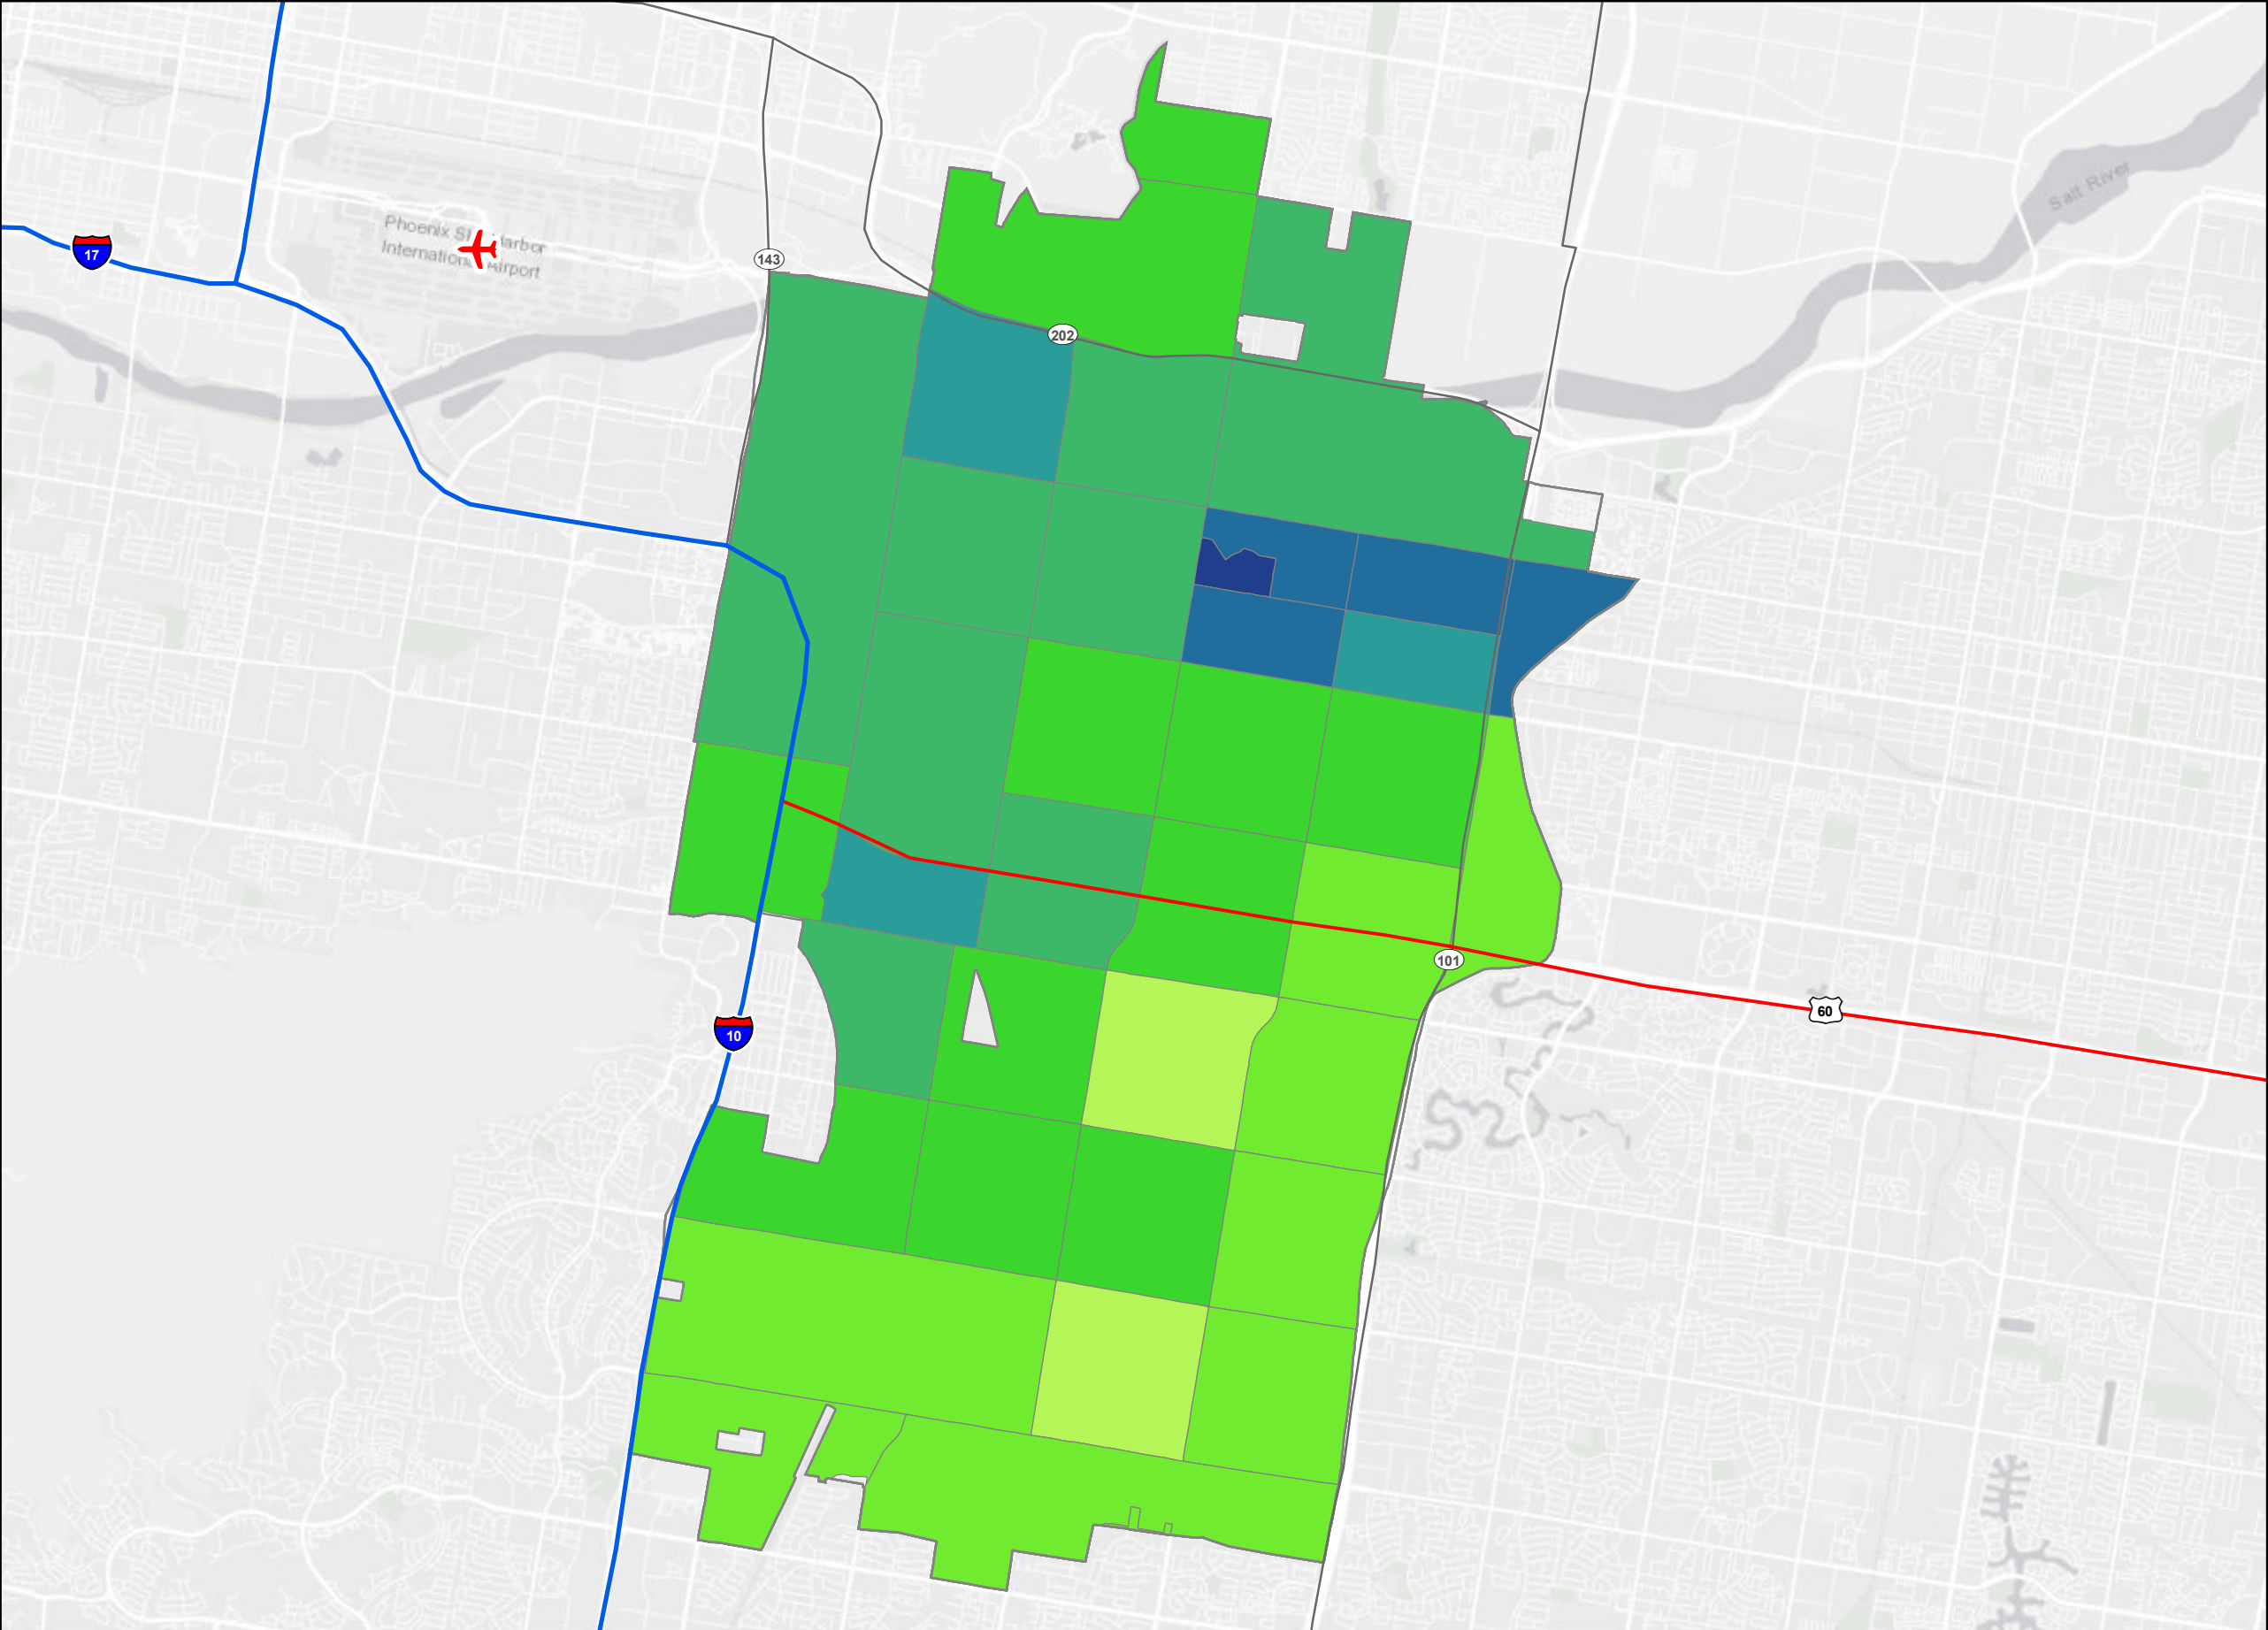 Salt River
Phoenix Sky Harbor
International Airport
17
143
202
101
60
10